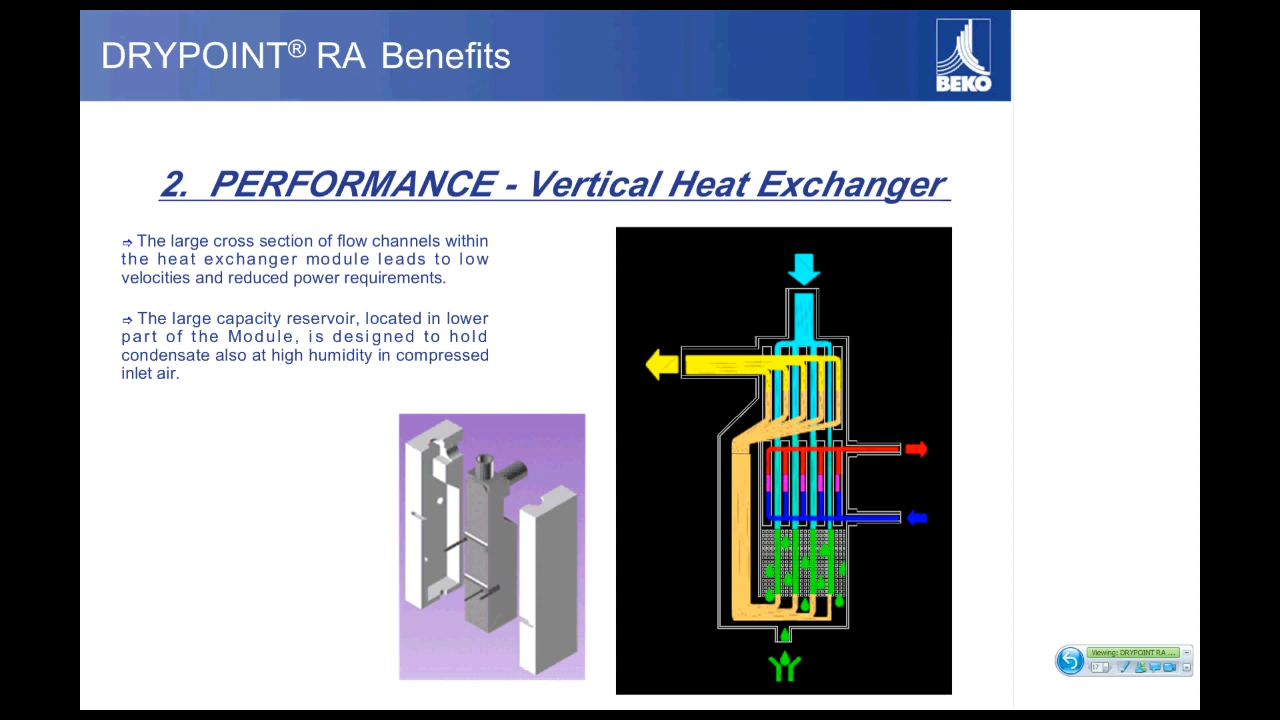 DRYPOINT® RA Benefits
BEKO
2. PERFORMANCE - Vertical Heat Exchanger
⇨ The large cross section of flow channels within
the heat exchanger module leads to low
velocities and reduced power requirements.
⇨ The large capacity reservoir, located in lower
part of the Module, is designed to hold
condensate also at high humidity in compressed
inlet air.
Viewing: DRYPOINT RA ...
17